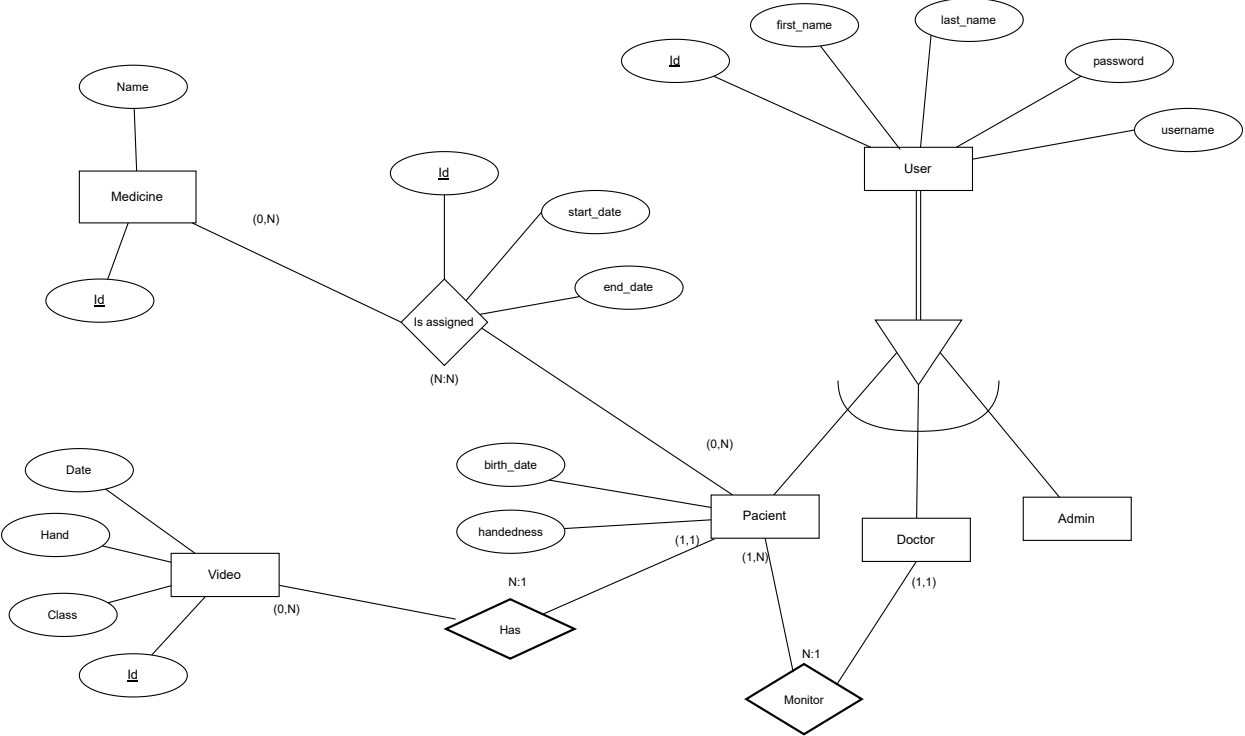 last_name
first_name
Id
password
Name
username
User
Id
Medicine
start_date
(0,N)
end_date
Id
Is assigned
(N:N)
(0,N)
birth_date
Date
Pacient
Admin
handedness
Hand
Doctor
(1,1)
(1,N)
Video
N:1
(1,1)
(0,N)
Class
Has
N:1
Id
Monitor